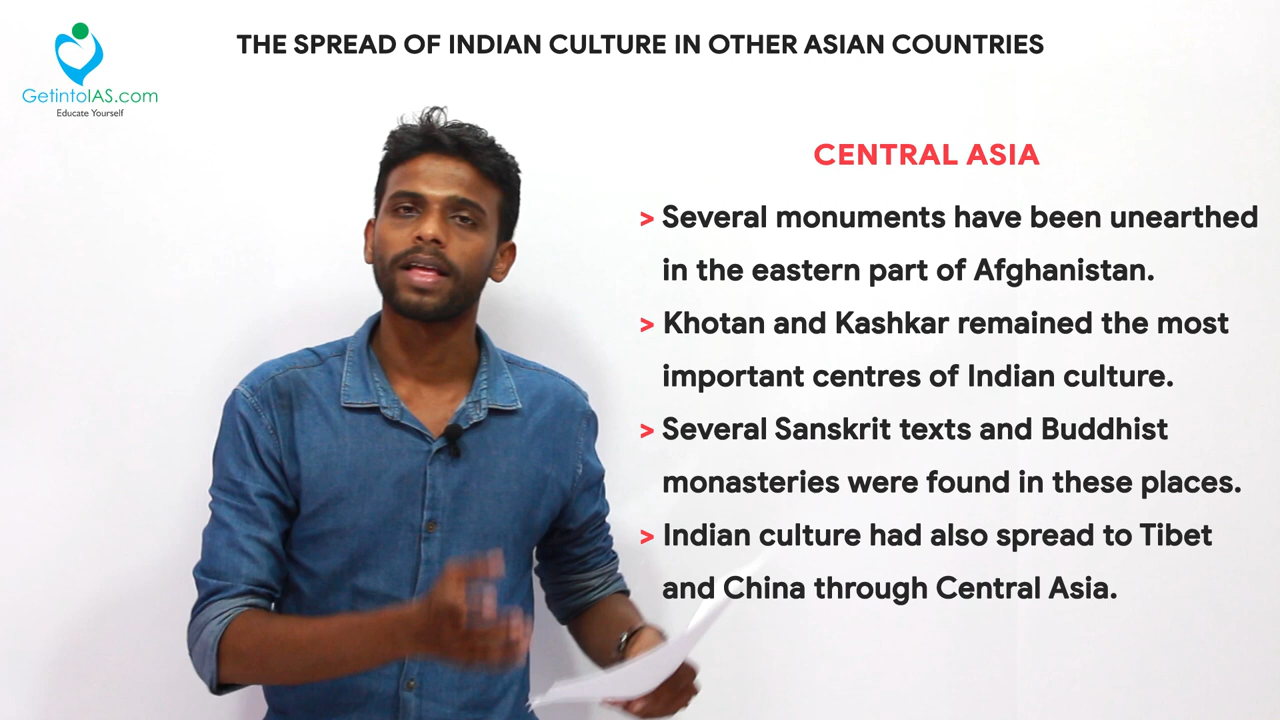 THE SPREAD OF INDIAN CULTURE IN OTHER ASIAN COUNTRIES
GetintoIAS.com
Educate Yourself
CENTRAL ASIA
> Several monuments have been unearthed
in the eastern part of Afghanistan.
> Khotan and Kashkar remained the most
important centres of Indian culture.
> Several Sanskrit texts and Buddhist
monasteries were found in these places.
> Indian culture had also spread to Tibet
and China through Central Asia.